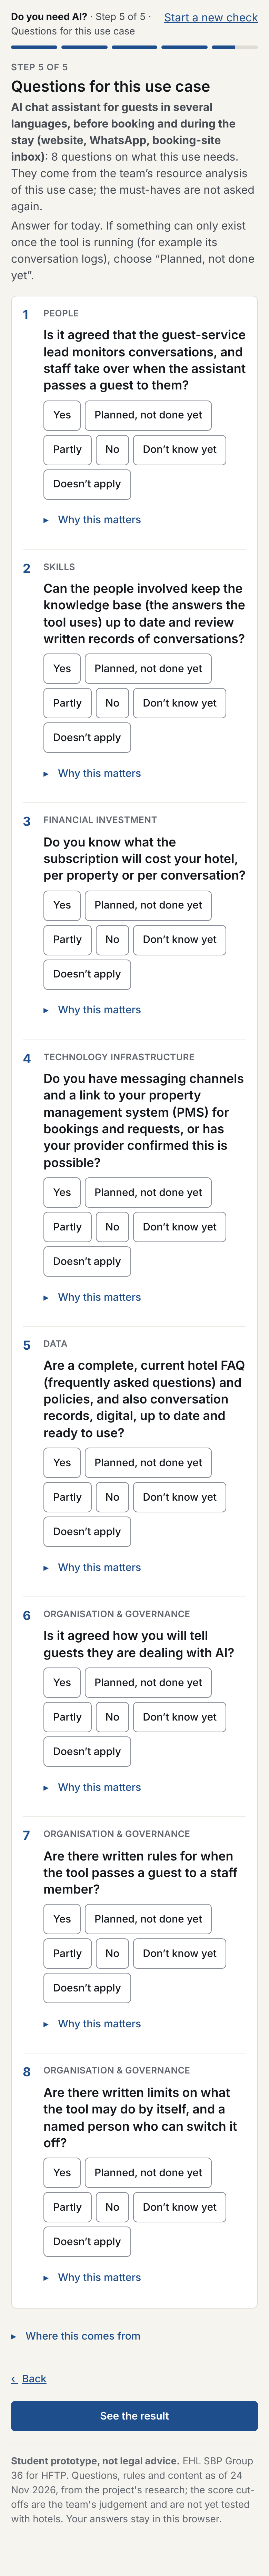 Do you need AI? · Step 5 of 5 ·
Questions for this use case
Start a new check
STEP 5 OF 5
Questions for this use case
AI chat assistant for guests in several
languages, before booking and during the
stay (website, WhatsApp, booking-site
inbox): 8 questions on what this use needs.
They come from the team's resource analysis
of this use case; the must-haves are not asked
again.
Answer for today. If something can only exist
once the tool is running (for example its
conversation logs), choose “Planned, not done
yet”.
1 PEOPLE
Is it agreed that the guest-service
lead monitors conversations, and
staff take over when the assistant
passes a guest to them?
Yes Planned, not done yet
Partly No Don't know yet
Doesn't apply
▸ Why this matters
2 SKILLS
Can the people involved keep the
knowledge base (the answers the
tool uses) up to date and review
written records of conversations?
Yes Planned, not done yet
Partly No Don't know yet
Doesn't apply
▸ Why this matters
3 FINANCIAL INVESTMENT
Do you know what the
subscription will cost your hotel,
per property or per conversation?
Yes Planned, not done yet
Partly No Don't know yet
Doesn't apply
▸ Why this matters
4 TECHNOLOGY INFRASTRUCTURE
Do you have messaging channels
and a link to your property
management system (PMS) for
bookings and requests, or has
your provider confirmed this is
possible?
Yes Planned, not done yet
Partly No Don't know yet
Doesn't apply
▸ Why this matters
5 DATA
Are a complete, current hotel FAQ
(frequently asked questions) and
policies, and also conversation
records, digital, up to date and
ready to use?
Yes Planned, not done yet
Partly No Don't know yet
Doesn't apply
▸ Why this matters
6 ORGANISATION & GOVERNANCE
Is it agreed how you will tell
guests they are dealing with AI?
Yes Planned, not done yet
Partly No Don't know yet
Doesn't apply
▸ Why this matters
7 ORGANISATION & GOVERNANCE
Are there written rules for when
the tool passes a guest to a staff
member?
Yes Planned, not done yet
Partly No Don't know yet
Doesn't apply
▸ Why this matters
8 ORGANISATION & GOVERNANCE
Are there written limits on what
the tool may do by itself, and a
named person who can switch it
off?
Yes Planned, not done yet
Partly No Don't know yet
Doesn't apply
▸ Why this matters
▸ Where this comes from
‹ Back
See the result
Student prototype, not legal advice. EHL SBP Group
36 for HFTP. Questions, rules and content as of 24
Nov 2026, from the project's research; the score cut-
offs are the team's judgement and are not yet tested
with hotels. Your answers stay in this browser.